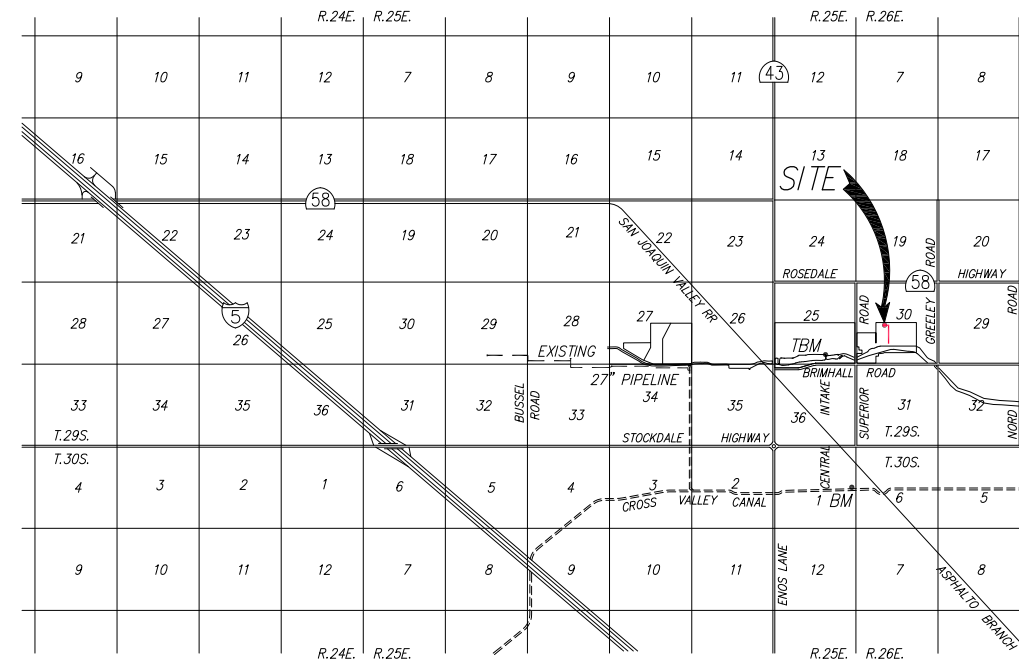 R.24E. R.25E. R.25E. R.26E.
9 10 11 12 7 8 9 10 11 43 12 7 8
16 15 14 13 18 17 16 15 14 13 18 17
SITE
58
21 22 23 24 19 20 21 22 23 24 19 20
SAN JOAQUIN VALLEY RR
ROSEDALE HIGHWAY
58
GREELEY ROAD
ROAD
28 27 26 25 30 29 28 27 26 25 30 29
5
SUPERIOR ROAD
EXISTING
27" PIPELINE
TBM
BRIMHALL ROAD
33 34 35 36 31 32 33 34 35 36 31 32
BUSSEL ROAD
CENTRAL INTAKE
NORD
T.29S. STOCKDALE HIGHWAY T.29S.
T.30S. T.30S.
4 3 2 1 6 5 4 3 2 1 6 5
CROSS VALLEY CANAL
BM
9 10 11 12 7 8 9 10 11 12 7 8
ENOS LANE
ASPHALTO BRANCH
R.24E. R.25E. R.25E. R.26E.